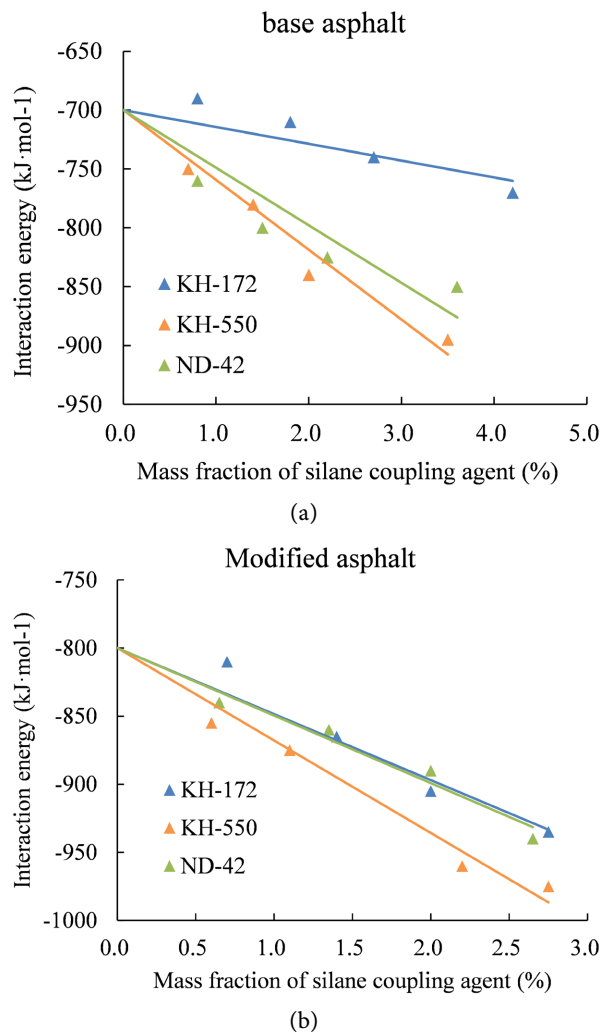 base asphalt
-650
-700
-750
-800
-850
-900
-950
Interaction energy (kJ·mol-1)
KH-172
KH-550
ND-42
0.0 1.0 2.0 3.0 4.0 5.0
Mass fraction of silane coupling agent (%)
(a)
Modified asphalt
-750
-800
-850
-900
-950
-1000
Interaction energy (kJ·mol-1)
KH-172
KH-550
ND-42
0.0 0.5 1.0 1.5 2.0 2.5 3.0
Mass fraction of silane coupling agent (%)
(b)